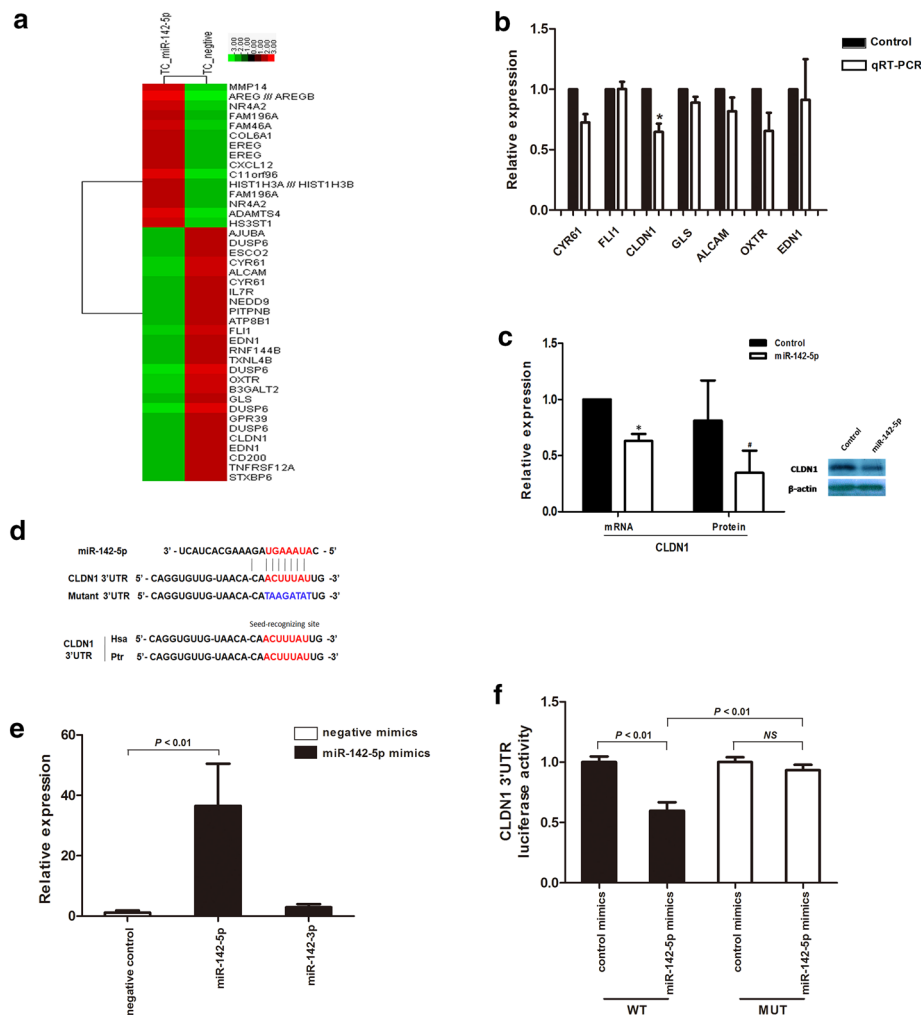 a
TC_miR-142-5p
TC_negtive
-3.00
-2.00
-1.00
0.00
1.00
2.00
3.00
MMP14
AREG /// AREGB
NR4A2
FAM196A
FAM46A
COL6A1
EREG
EREG
CXCL12
C11orf96
HIST1H3A /// HIST1H3B
FAM196A
NR4A2
ADAMTS4
HS3ST1
AJUBA
DUSP6
ESCO2
CYR61
ALCAM
CYR61
IL7R
NEDD9
PITPNB
ATP8B1
FLI1
EDN1
RNF144B
TXNL4B
DUSP6
OXTR
B3GALT2
GLS
DUSP6
GPR39
DUSP6
CLDN1
EDN1
CD200
TNFRSF12A
STXBP6
b
Relative expression
1.5
1.0
0.5
0.0
*
Control
qRT-PCR
CYR61
FLI1
CLDN1
GLS
ALCAM
OXTR
EDN1
c
Relative expression
1.5
1.0
0.5
0.0
Control
miR-142-5p
*
#
mRNA
Protein
CLDN1
Control
miR-142-5p
CLDN1
β-actin
d
miR-142-5p 3' - UCAUCACGAAAGAUGAAAUAC - 5'
CLDN1 3'UTR 5'- CAGGUGUUG-UAACA-CAACUUUAUUG -3'
Mutant 3'UTR 5'- CAGGUGUUG-UAACA-CATAAGATATUG -3'
Seed-recognizing site
CLDN1 3'UTR
Hsa 5'- CAGGUGUUG-UAACA-CAACUUUAUUG -3'
Ptr 5'- CAGGUGUUG-UAACA-CAACUUUAUUG -3'
e
Relative expression
60
40
20
0
P < 0.01
negative mimics
miR-142-5p mimics
negative control
miR-142-5p
miR-142-3p
f
CLDN1 3'UTR
luciferase activity
1.5
1.0
0.5
0.0
P < 0.01
P < 0.01
NS
control mimics
miR-142-5p mimics
control mimics
miR-142-5p mimics
WT
MUT